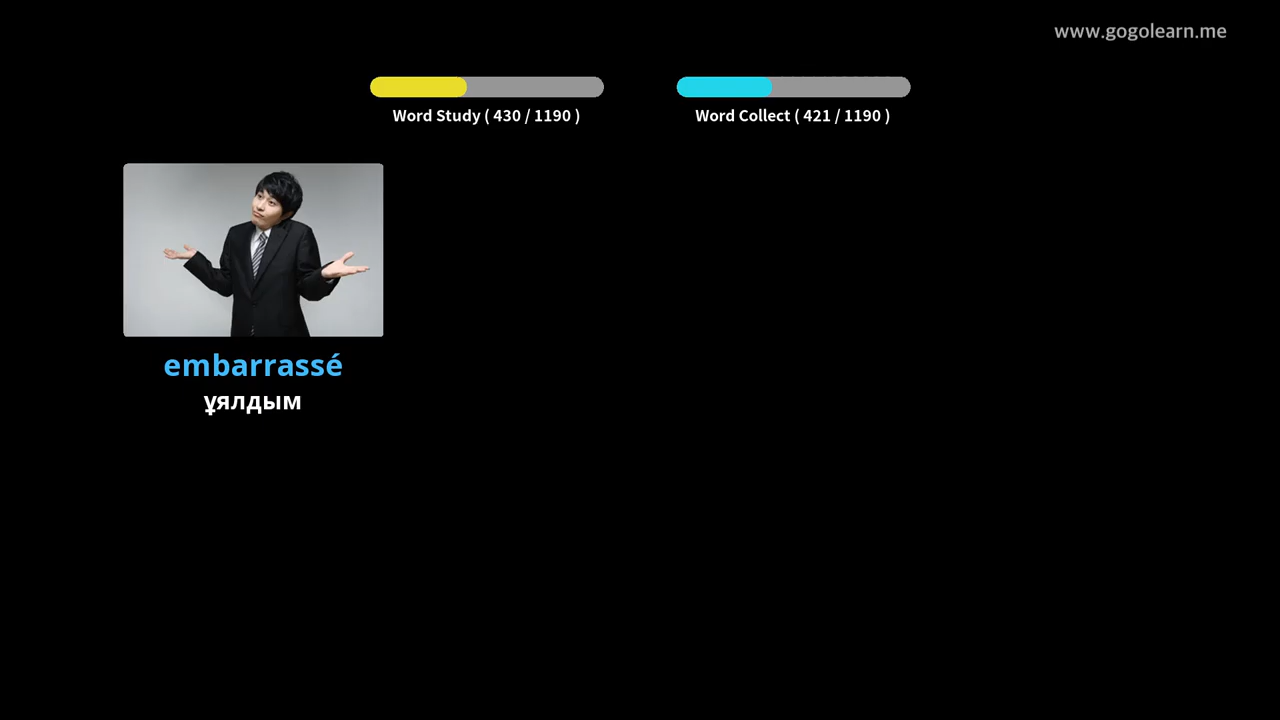 www.gogolearn.me
Word Study ( 430 / 1190 )
Word Collect ( 421 / 1190 )
embarrassé
ұялдым